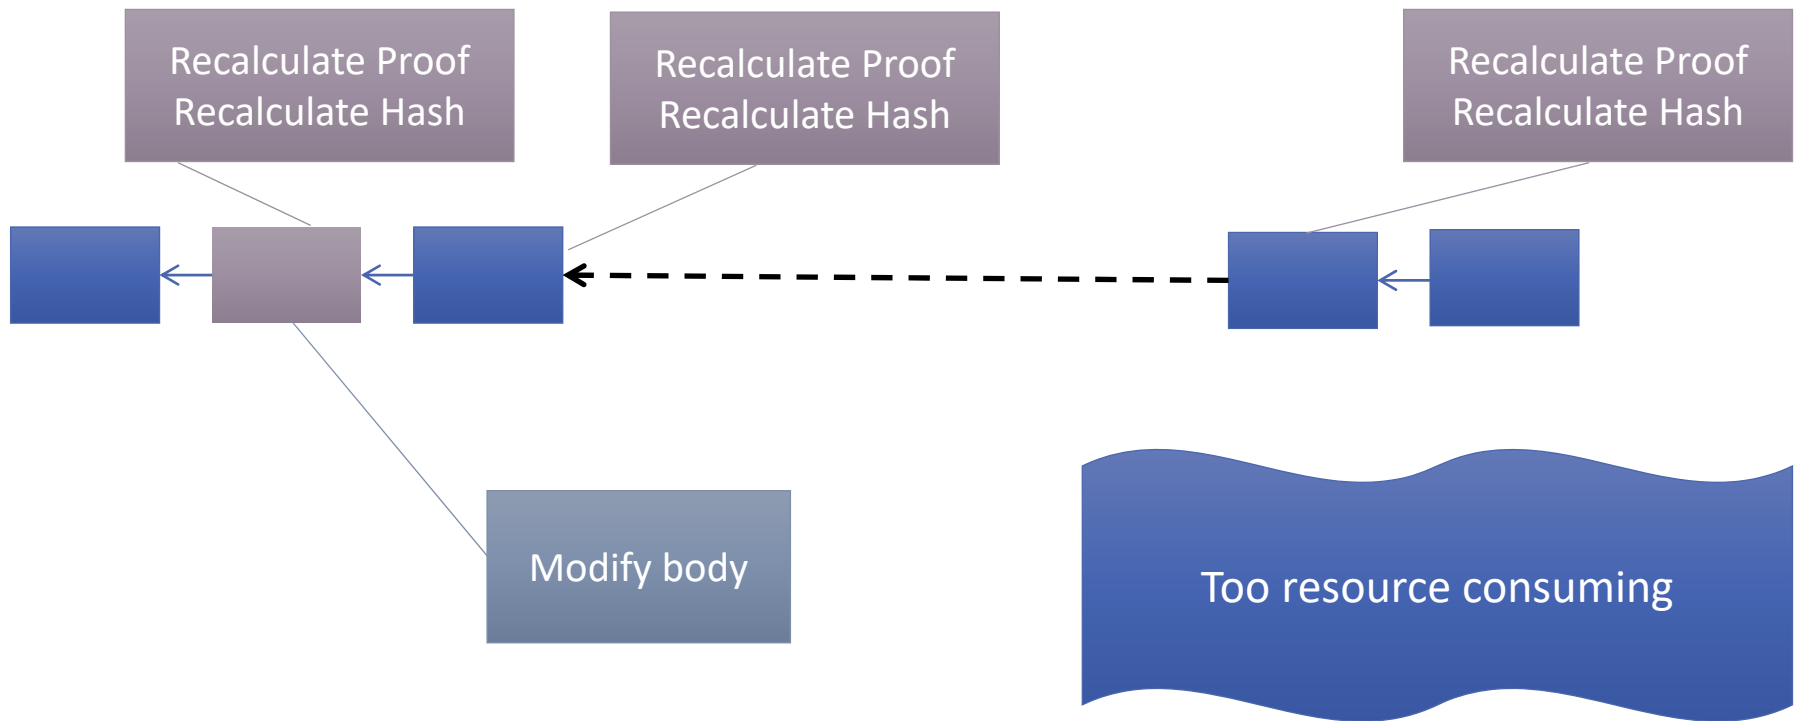 Recalculate Proof
Recalculate Hash
Recalculate Proof
Recalculate Hash
Recalculate Proof
Recalculate Hash
Modify body
Too resource consuming